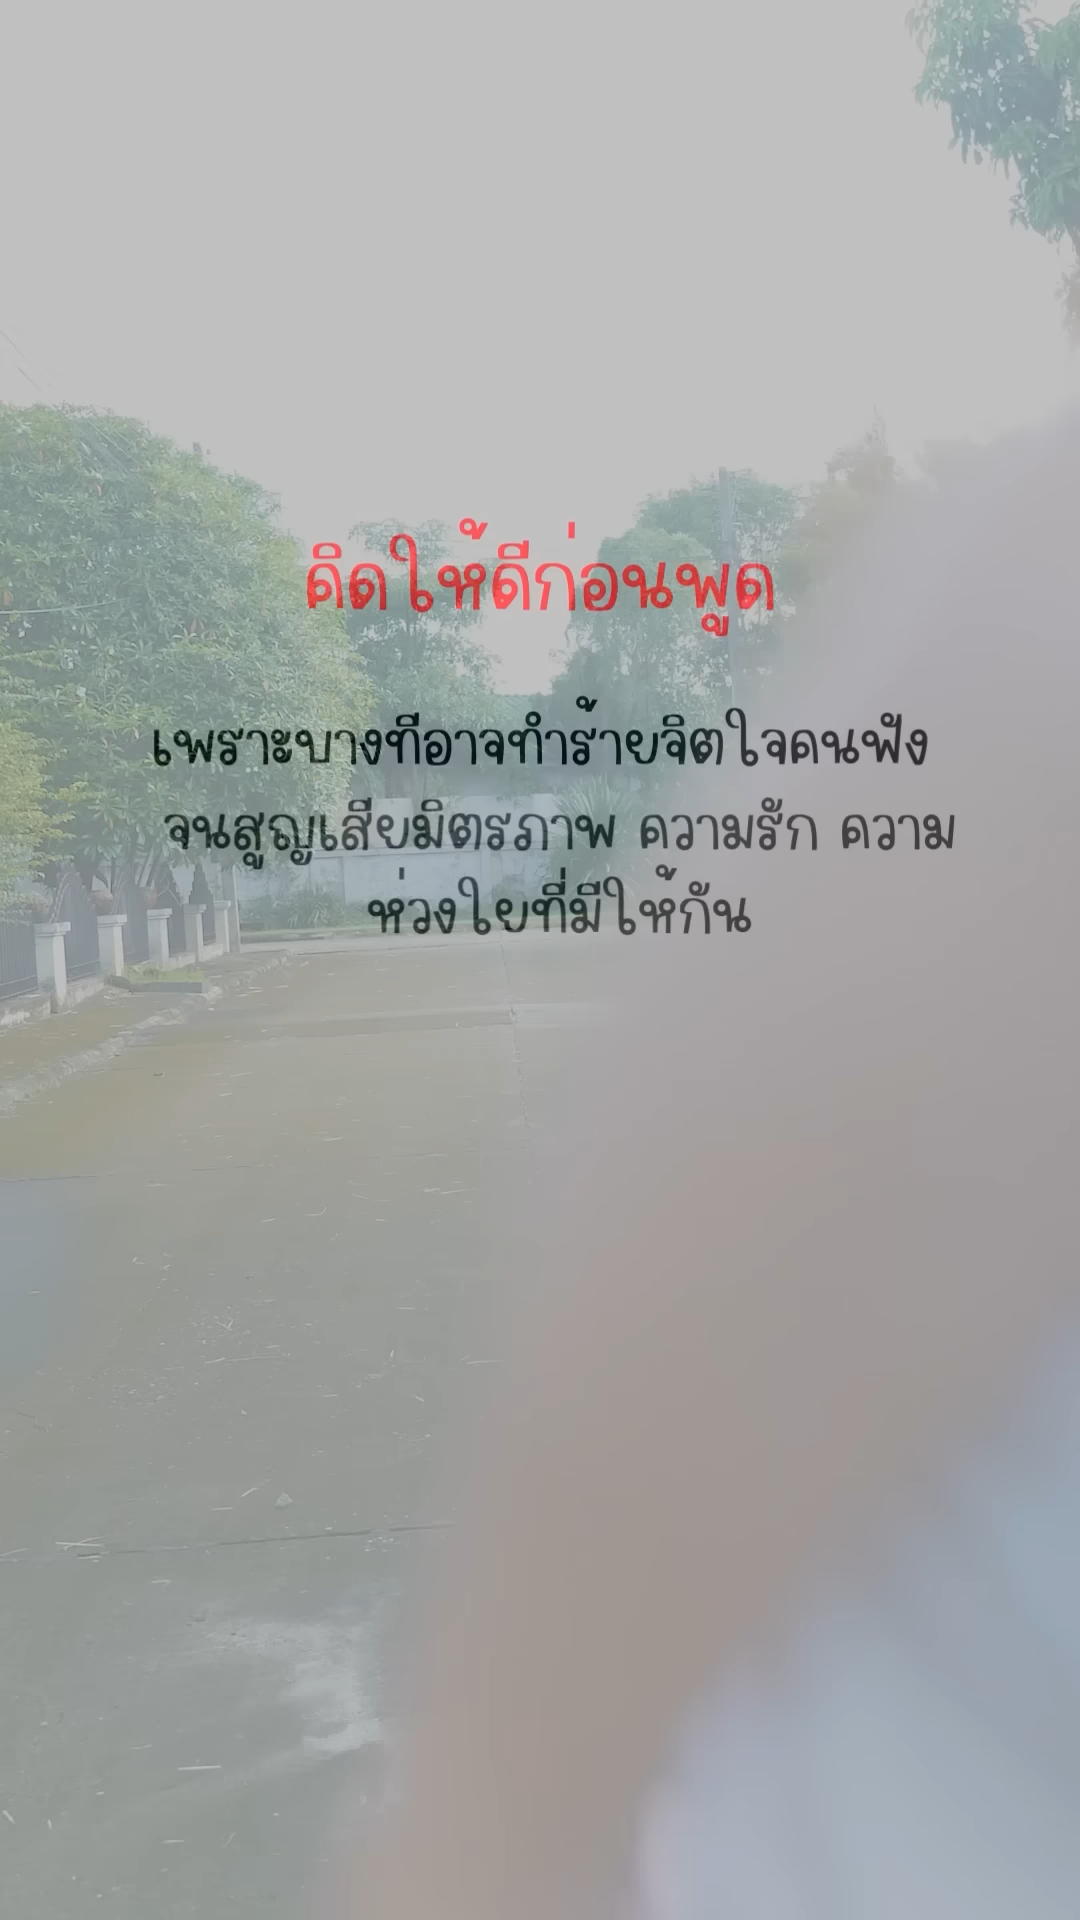 คิดให้ดีก่อนพูด
เพราะบางทีอาจทำร้ายจิตใจคนฟัง
จนสูญเสียมิตรภาพ ความรัก ความ
ห่วงใยที่มีให้กัน